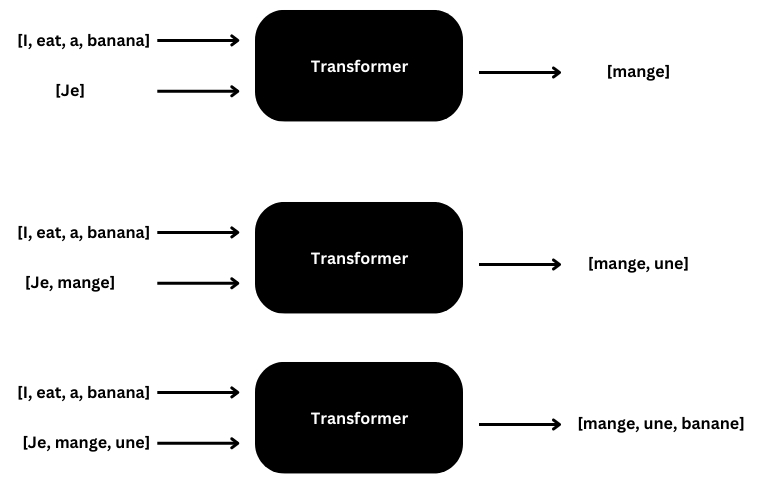 [I, eat, a, banana]
Transformer
[mange]
[Je]
[I, eat, a, banana]
Transformer
[mange, une]
[Je, mange]
[I, eat, a, banana]
Transformer
[mange, une, banane]
[Je, mange, une]